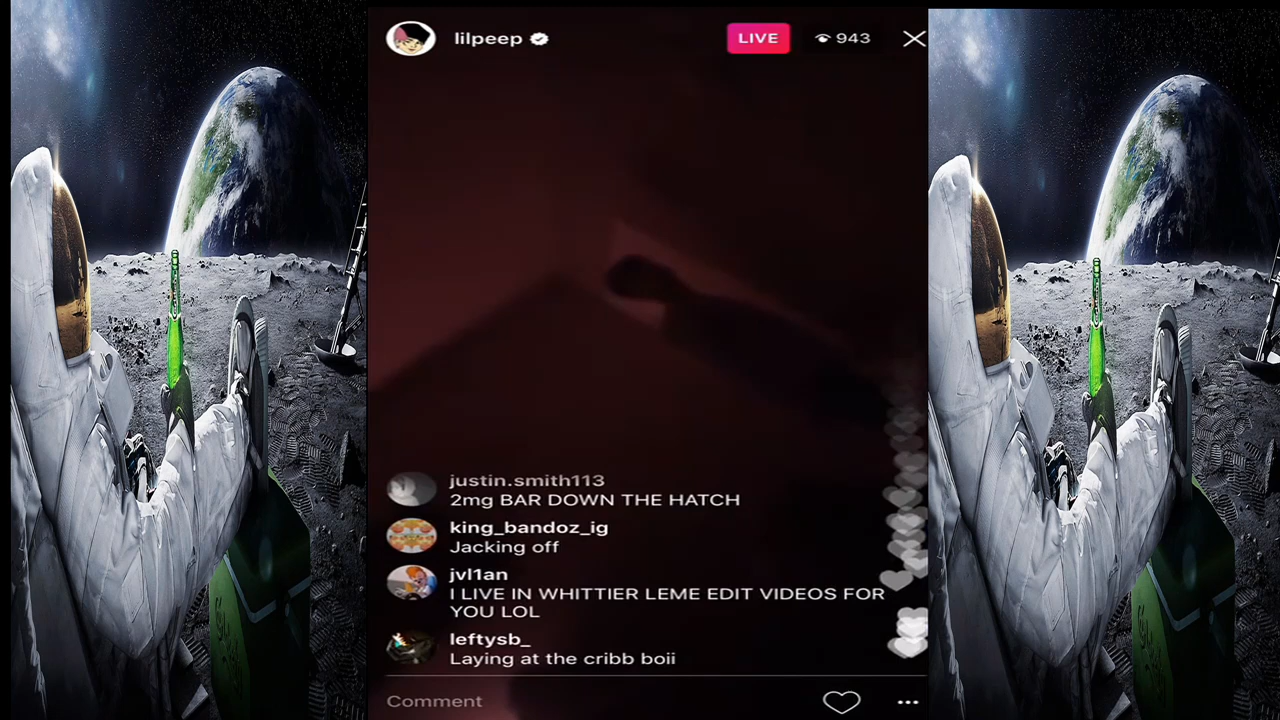 lilpeep
LIVE
943
justin.smith113
2mg BAR DOWN THE HATCH
king_bandoz_ig
Jacking off
jvl1an
I LIVE IN WHITTIER LEME EDIT VIDEOS FOR
YOU LOL
leftysb_
Laying at the cribb boii
Comment